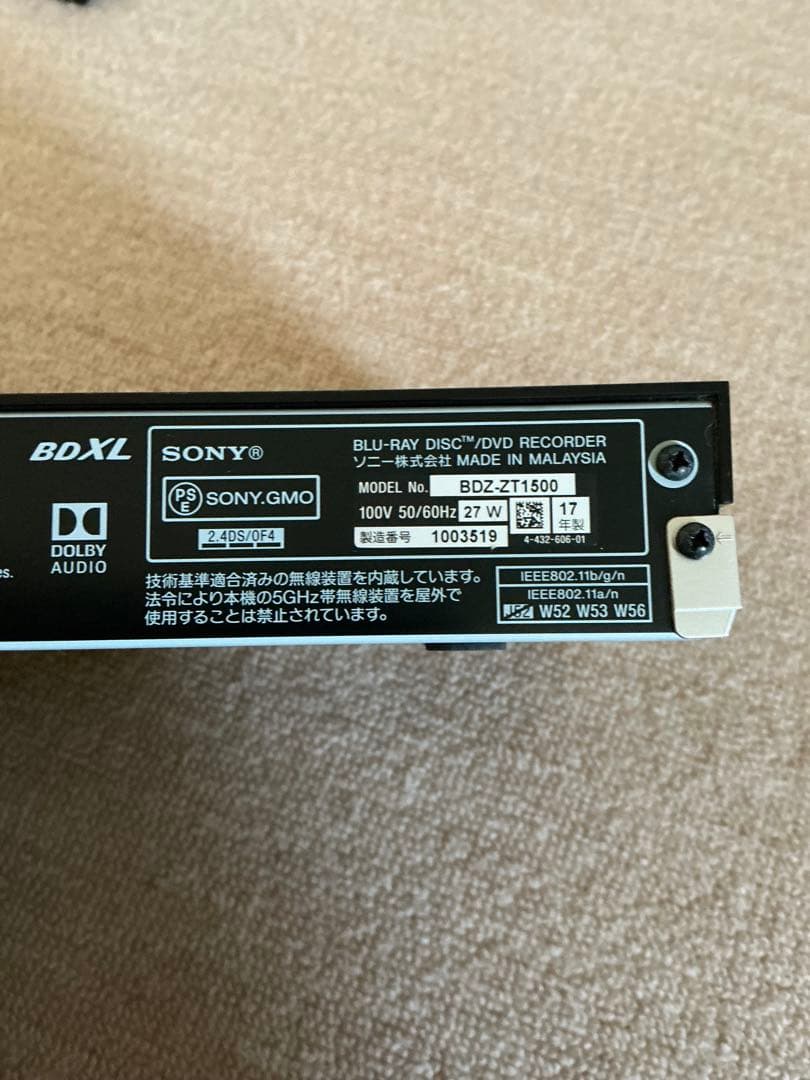 BDXL
DOLBY
AUDIO
es.
SONY®
PS
E
SONY.GMO
2.4DS/OF4
BLU-RAY DISC™/DVD RECORDER
ソニー株式会社 MADE IN MALAYSIA
MODEL No. BDZ-ZT1500
100V 50/60Hz 27 W
17
年製
製造番号 1003519
4-432-606-01
技術基準適合済みの無線装置を内蔵しています。
法令により本機の5GHz帯無線装置を屋外で
使用することは禁止されています。
IEEE802.11b/g/n
IEEE802.11a/n
J52 W52 W53 W56